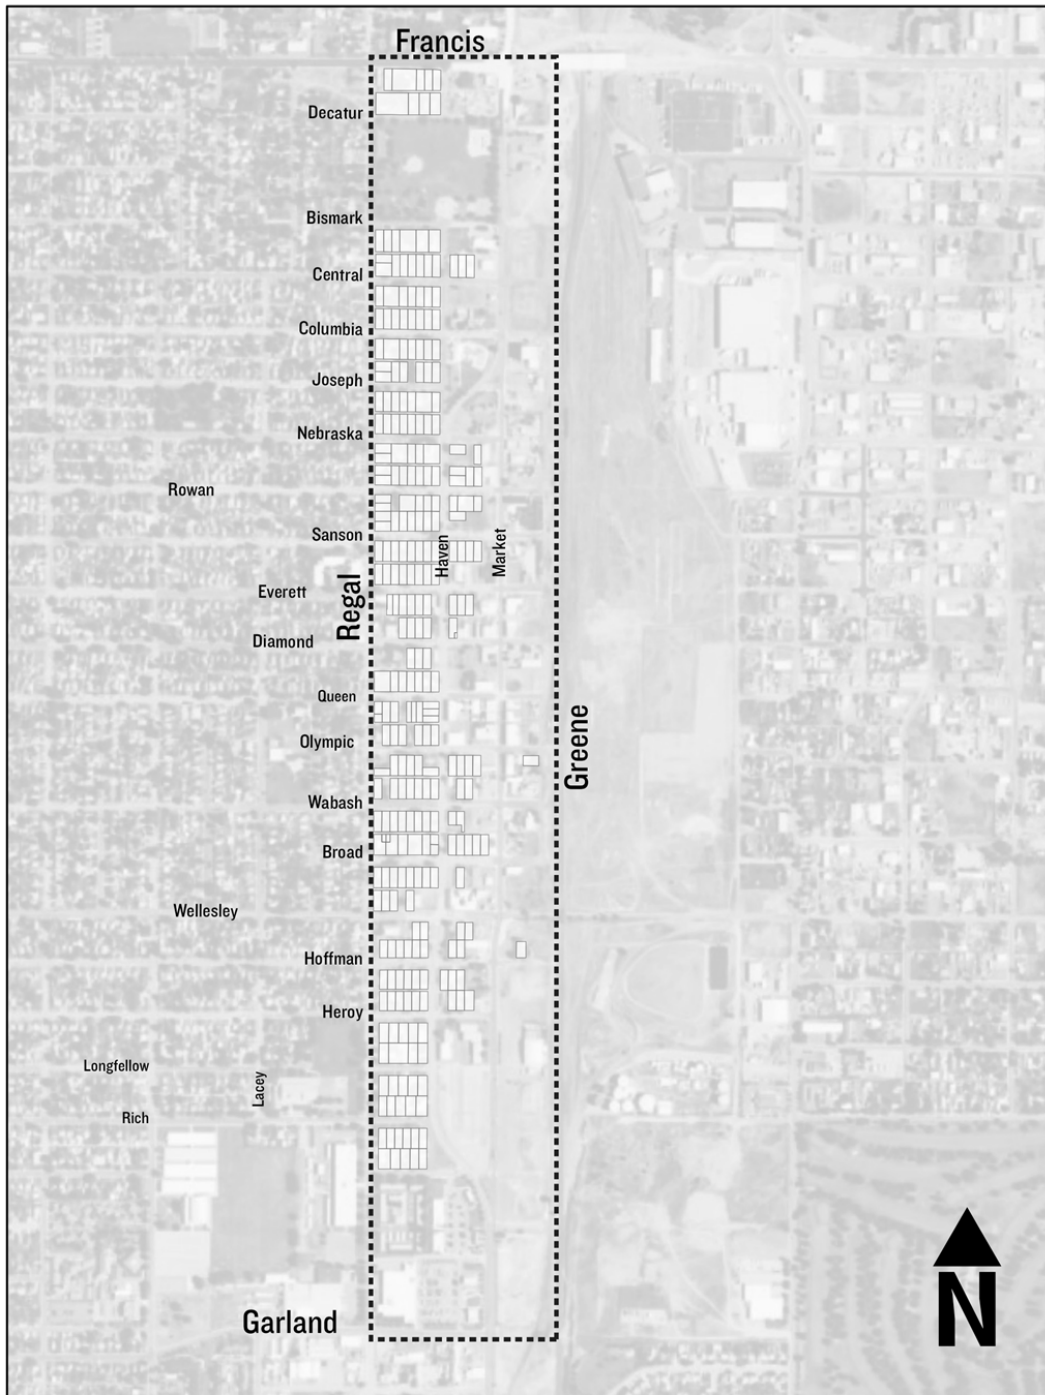 Francis
Decatur
Bismark
Central
Columbia
Joseph
Nebraska
Rowan
Sanson
Haven
Market
Everett
Regal
Diamond
Queen
Greene
Olympic
Wabash
Broad
Wellesley
Hoffman
Heroy
Longfellow
Lacey
Rich
Garland
N